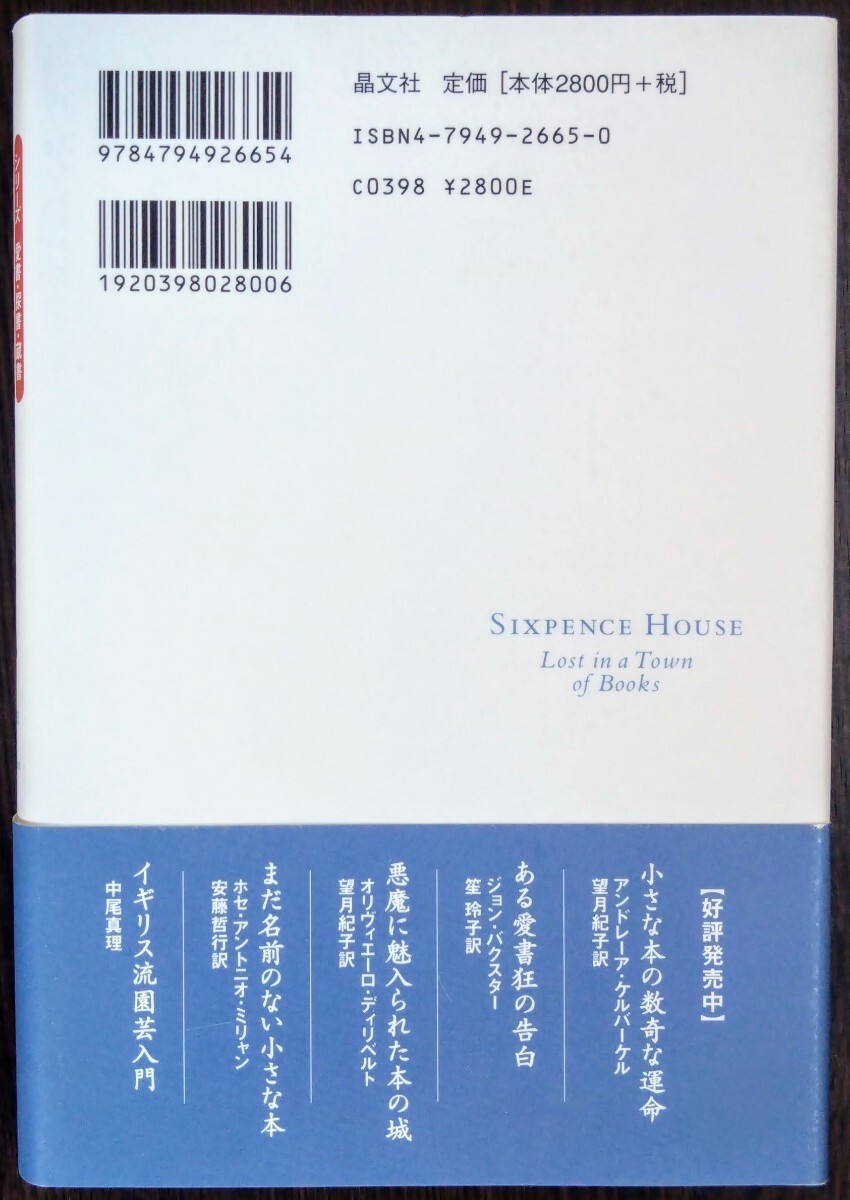 9784794926654
1920398028006
晶文社 定価［本体2800円＋税］
ISBN4-7949-2665-0
C0398 ¥2800E
シリーズ 愛書・探書・蔵書
SIXPENCE HOUSE
Lost in a Town
of Books
【好評発売中】
小さな本の数奇な運命
アンドレーア・ケルバーケル
望月紀子訳
ある愛書狂の告白
ジョン・バクスター
笙玲子訳
悪魔に魅入られた本の城
オリヴィエーロ・ディリベルト
望月紀子訳
まだ名前のない小さな本
ホセ・アントニオ・ミリャン
安藤哲行訳
イギリス流園芸入門
中尾真理